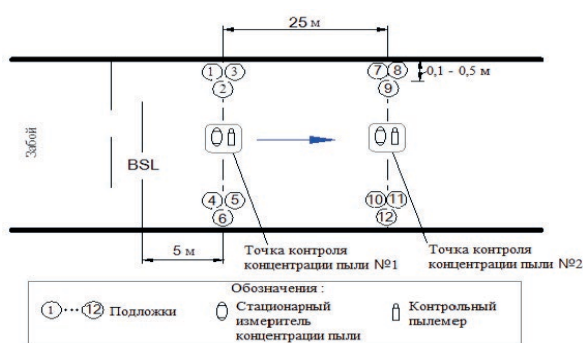 25 м
1 3 7 8
0,1 - 0,5 м
2 9
Забой
BSL
4 5 10 11
6 12
5 м
Точка контроля
концентрации пыли №1
Точка контроля
концентрации пыли №2
Обозначения :
1 ••• 12 Подложки
Стационарный
измеритель
концентрации пыли
Контрольный
пылемер